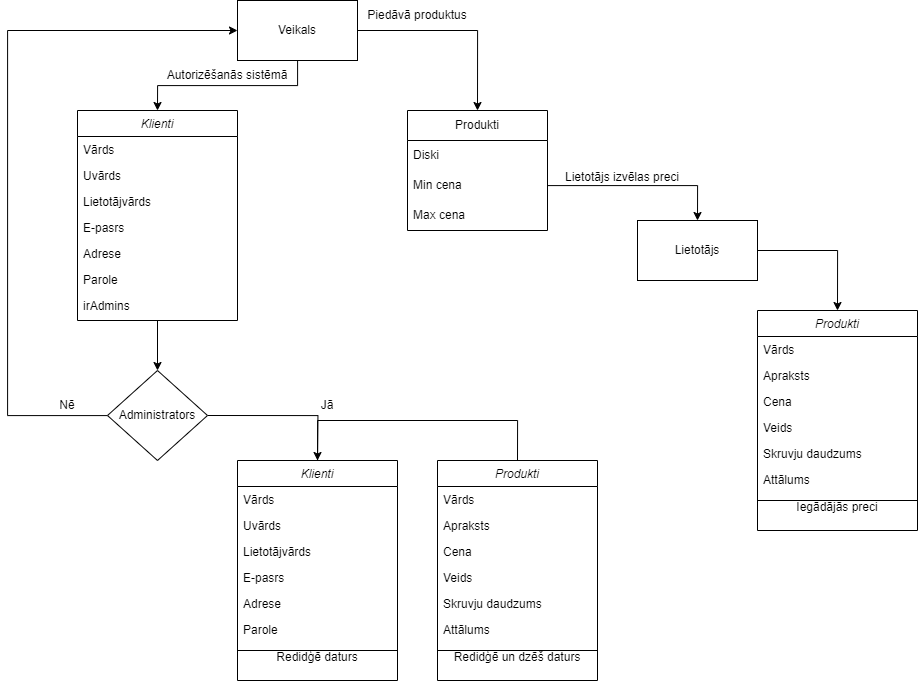 Veikals
Piedāvā produktus
Autorizēšanās sistēmā
Klienti
Vārds
Uvārds
Lietotājvārds
E-pasrs
Adrese
Parole
irAdmins
Produkti
Diski
Min cena
Max cena
Lietotājs izvēlas preci
Lietotājs
Produkti
Vārds
Apraksts
Cena
Veids
Skruvju daudzums
Attālums
Iegādājās preci
Nē
Administrators
Jā
Klienti
Vārds
Uvārds
Lietotājvārds
E-pasrs
Adrese
Parole
Redidģē daturs
Produkti
Vārds
Apraksts
Cena
Veids
Skruvju daudzums
Attālums
Redidģē un dzēš daturs